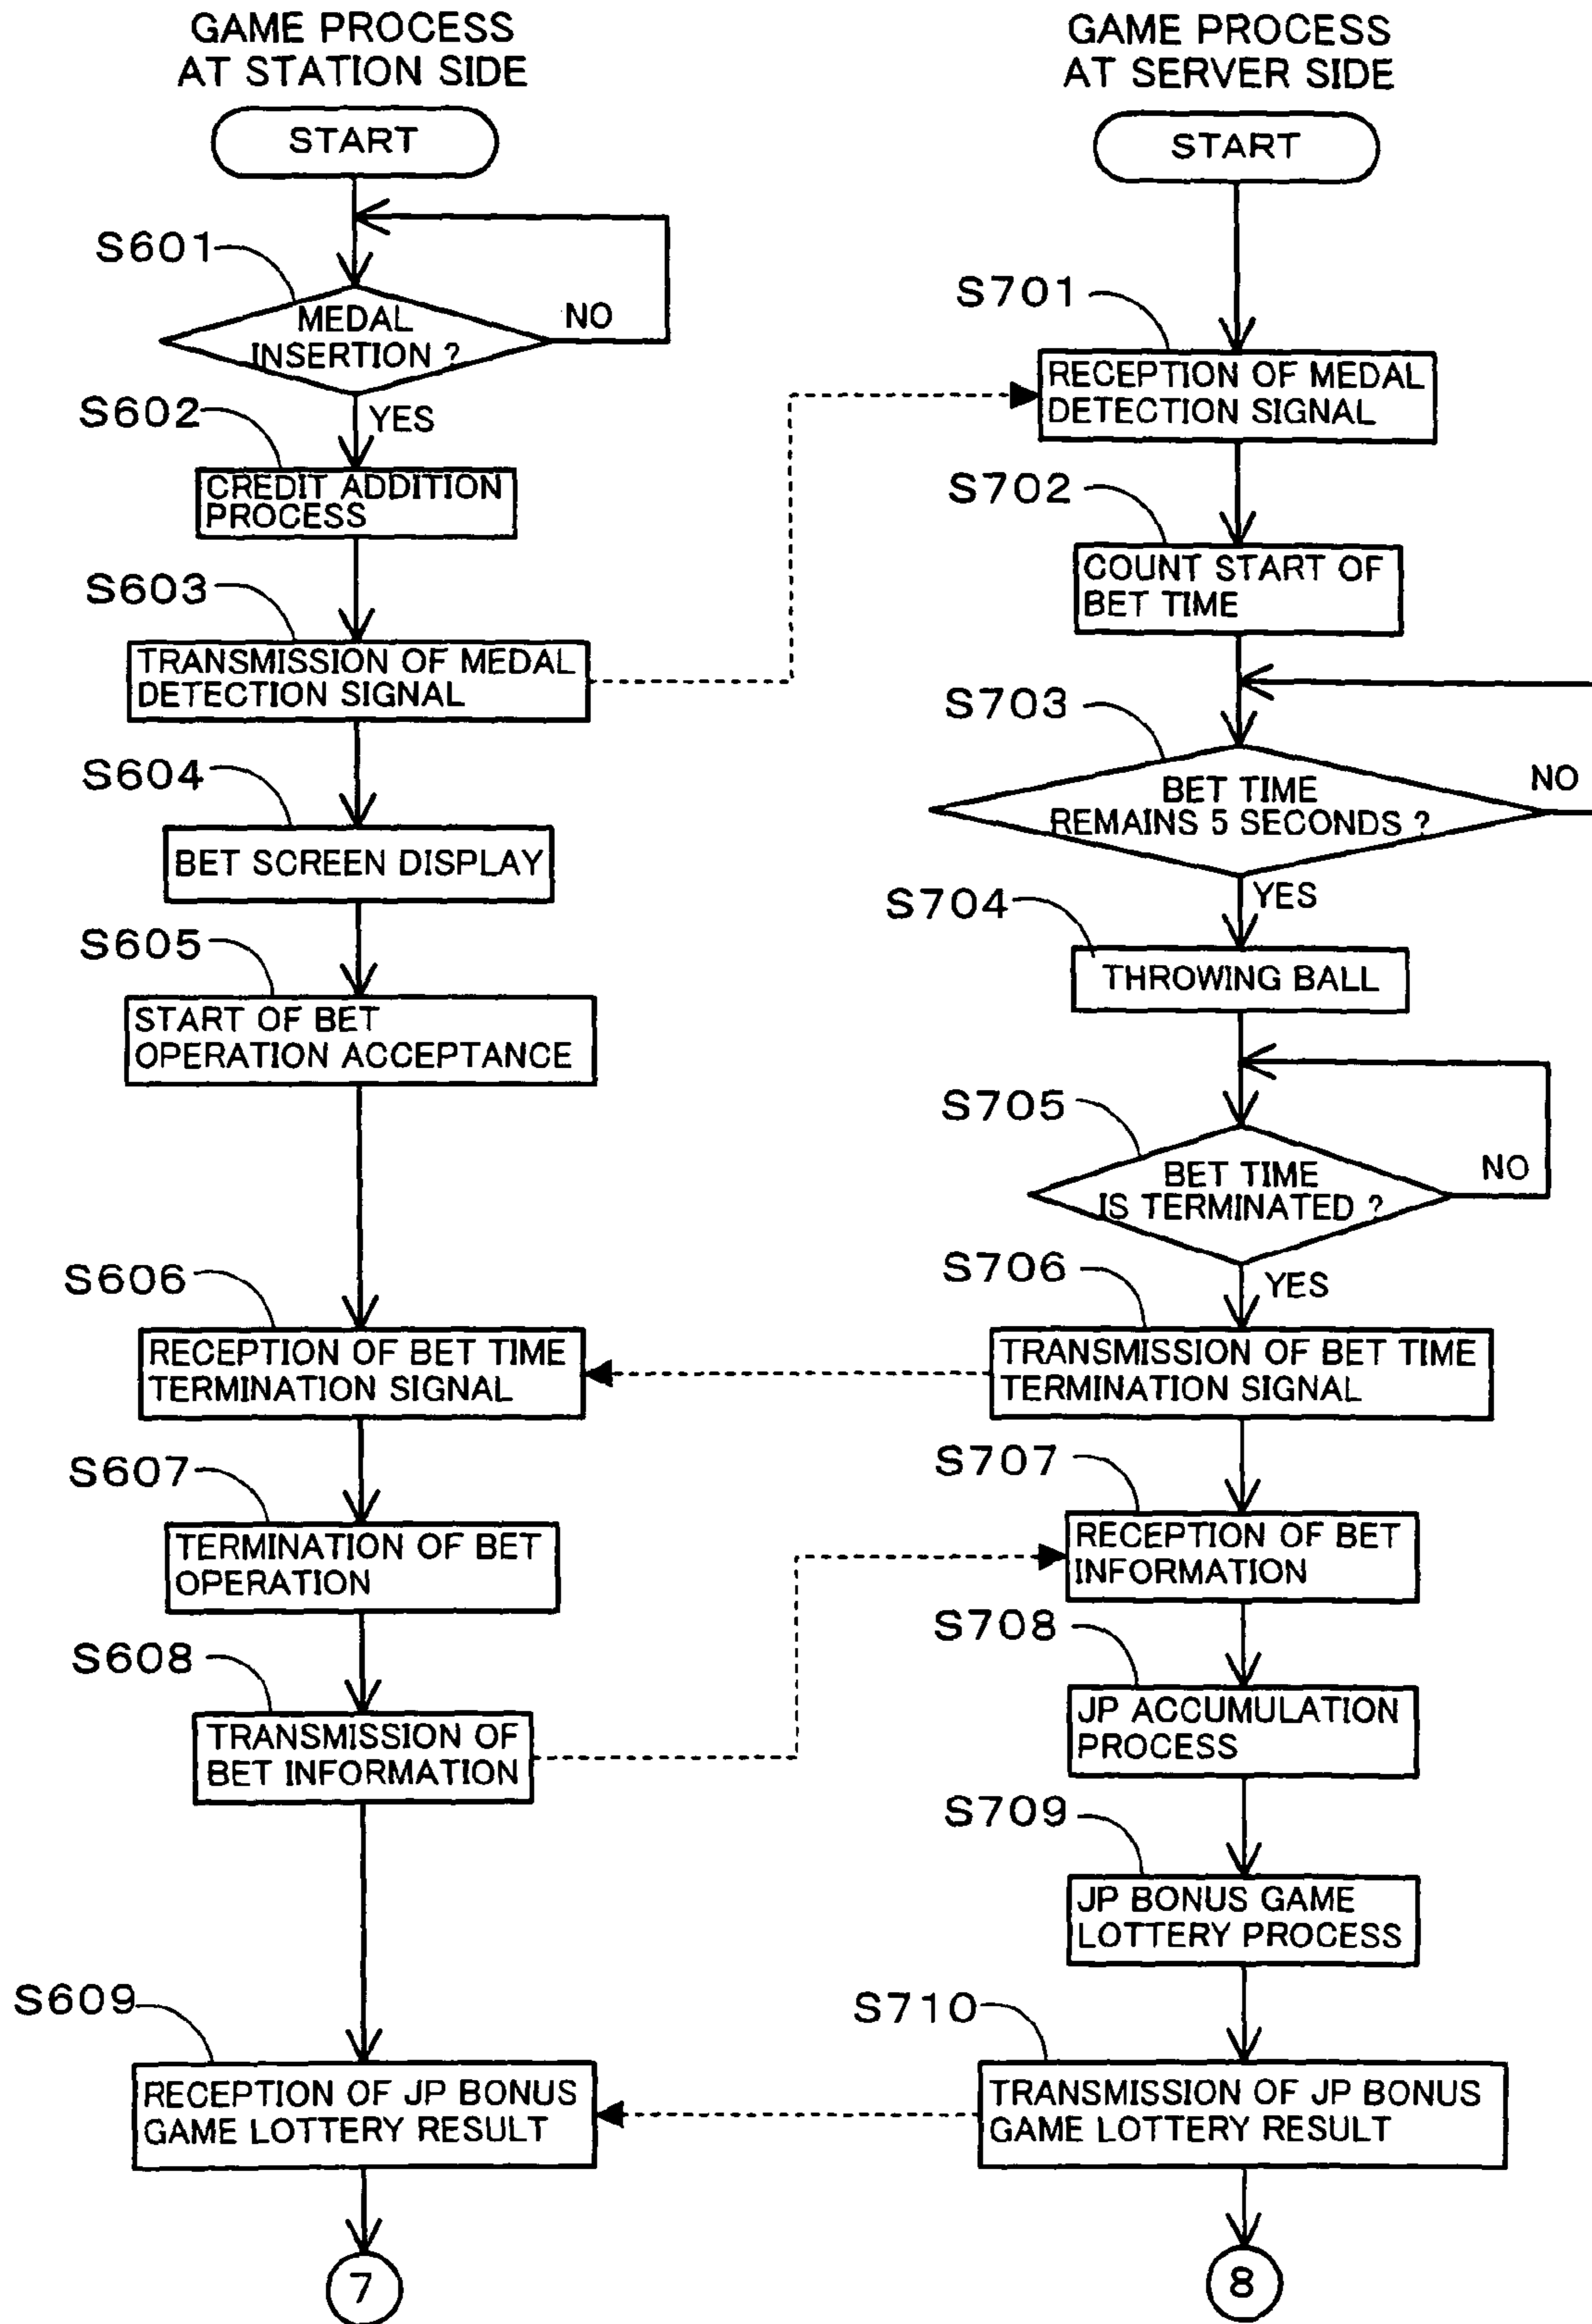 GAME PROCESS
AT STATION SIDE
START
S601
MEDAL
INSERTION ?
NO
YES
S602
CREDIT ADDITION
PROCESS
S603
TRANSMISSION OF MEDAL
DETECTION SIGNAL
S604
BET SCREEN DISPLAY
S605
START OF BET
OPERATION ACCEPTANCE
S606
RECEPTION OF BET TIME
TERMINATION SIGNAL
S607
TERMINATION OF BET
OPERATION
S608
TRANSMISSION OF
BET INFORMATION
S609
RECEPTION OF JP BONUS
GAME LOTTERY RESULT
7
GAME PROCESS
AT SERVER SIDE
START
S701
RECEPTION OF MEDAL
DETECTION SIGNAL
S702
COUNT START OF
BET TIME
S703
BET TIME
REMAINS 5 SECONDS ?
NO
YES
S704
THROWING BALL
S705
BET TIME
IS TERMINATED ?
NO
YES
S706
TRANSMISSION OF BET TIME
TERMINATION SIGNAL
S707
RECEPTION OF BET
INFORMATION
S708
JP ACCUMULATION
PROCESS
S709
JP BONUS GAME
LOTTERY PROCESS
S710
TRANSMISSION OF JP BONUS
GAME LOTTERY RESULT
8